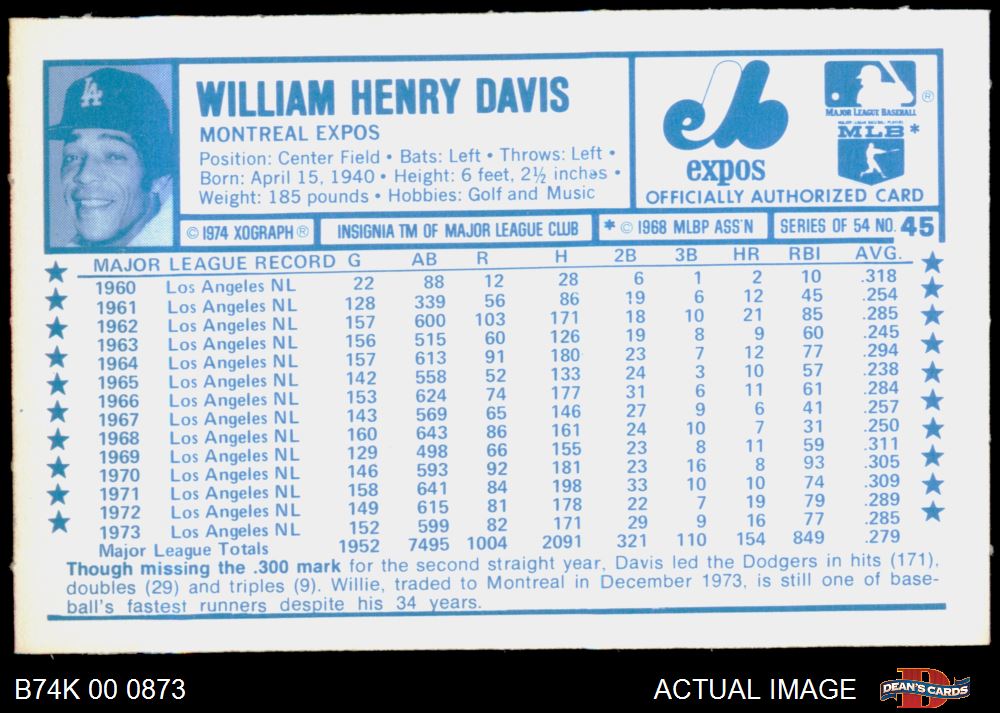 LA
WILLIAM HENRY DAVIS
MONTREAL EXPOS
Position: Center Field • Bats: Left • Throws: Left •
Born: April 15, 1940 • Height: 6 feet, 2½ inches •
Weight: 185 pounds • Hobbies: Golf and Music
expos
MAJOR LEAGUE BASEBALL
®
MAJOR LEAGUE BASEBALL PLAYERS
MLB *
OFFICIALLY AUTHORIZED CARD
© 1974 XOGRAPH ®
INSIGNIA TM OF MAJOR LEAGUE CLUB
* © 1968 MLBP ASS'N
SERIES OF 54 NO. 45
MAJOR LEAGUE RECORD G AB R H 2B 3B HR RBI AVG.
1960 Los Angeles NL 22 88 12 28 6 1 2 10 .318
1961 Los Angeles NL 128 339 56 86 19 6 12 45 .254
1962 Los Angeles NL 157 600 103 171 18 10 21 85 .285
1963 Los Angeles NL 156 515 60 126 19 8 9 60 .245
1964 Los Angeles NL 157 613 91 180 23 7 12 77 .294
1965 Los Angeles NL 142 558 52 133 24 3 10 57 .238
1966 Los Angeles NL 153 624 74 177 31 6 11 61 .284
1967 Los Angeles NL 143 569 65 146 27 9 6 41 .257
1968 Los Angeles NL 160 643 86 161 24 10 7 31 .250
1969 Los Angeles NL 129 498 66 155 23 8 11 59 .311
1970 Los Angeles NL 146 593 92 181 23 16 8 93 .305
1971 Los Angeles NL 158 641 84 198 33 10 10 74 .309
1972 Los Angeles NL 149 615 81 178 22 7 19 79 .289
1973 Los Angeles NL 152 599 82 171 29 9 16 77 .285
Major League Totals 1952 7495 1004 2091 321 110 154 849 .279
Though missing the .300 mark for the second straight year, Davis led the Dodgers in hits (171),
doubles (29) and triples (9). Willie, traded to Montreal in December 1973, is still one of base-
ball's fastest runners despite his 34 years.
B74K 00 0873
ACTUAL IMAGE
DEAN'S CARDS